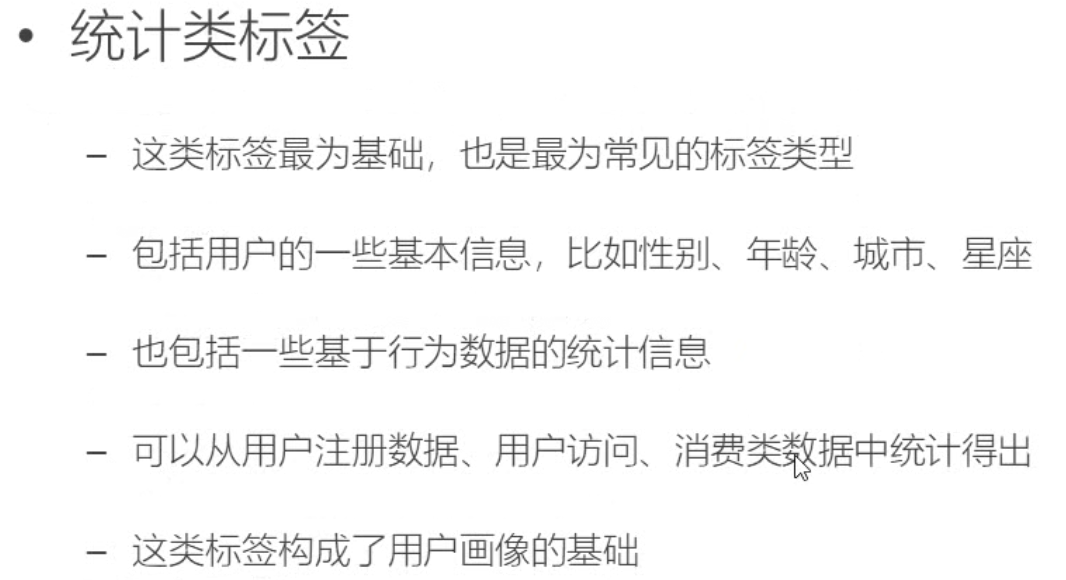 • 统计类标签
– 这类标签最为基础，也是最为常见的标签类型
– 包括用户的一些基本信息，比如性别、年龄、城市、星座
– 也包括一些基于行为数据的统计信息
– 可以从用户注册数据、用户访问、消费类数据中统计得出
– 这类标签构成了用户画像的基础